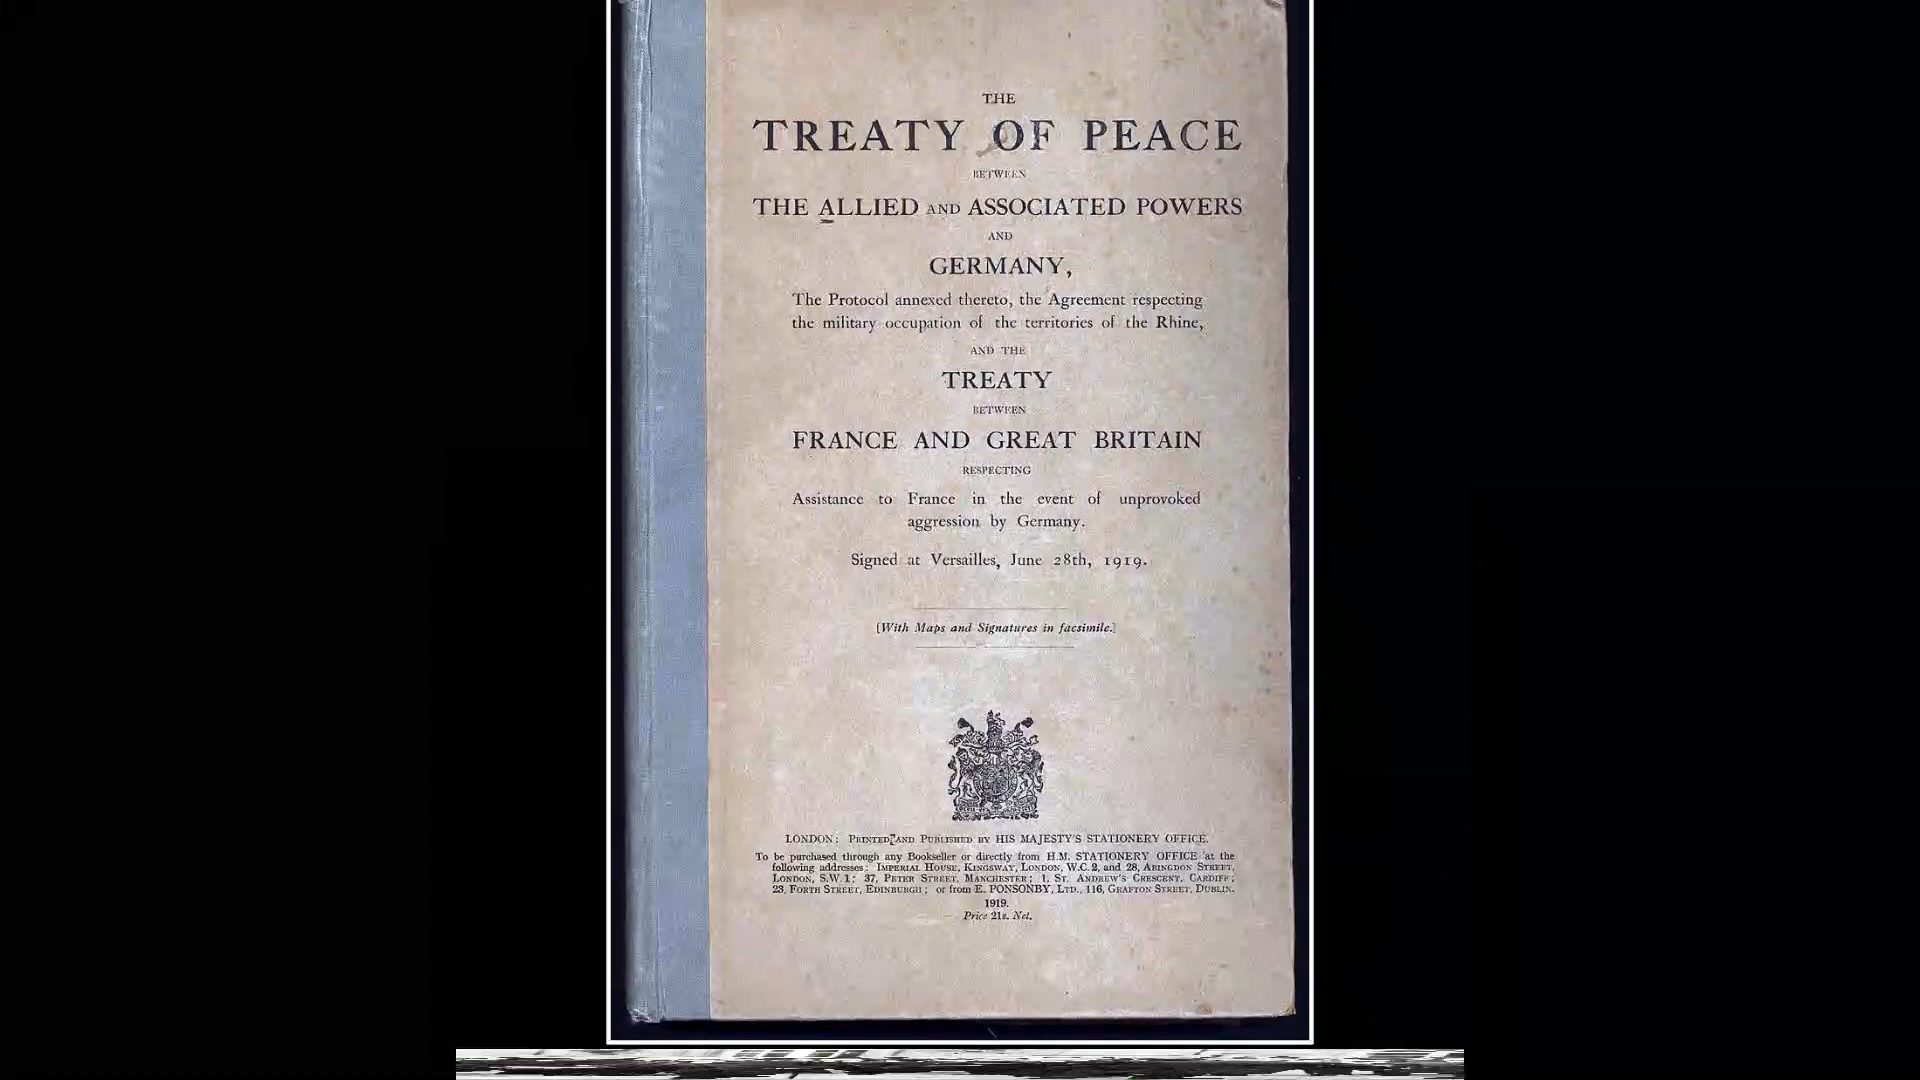 THE
TREATY OF PEACE
BETWEEN
THE ALLIED AND ASSOCIATED POWERS
AND
GERMANY,
The Protocol annexed thereto, the Agreement respecting
the military occupation of the territories of the Rhine,
AND THE
TREATY
BETWEEN
FRANCE AND GREAT BRITAIN
RESPECTING
Assistance to France in the event of unprovoked
aggression by Germany.
Signed at Versailles, June 28th, 1919.
[With Maps and Signatures in facsimile.]
LONDON: PRINTED AND PUBLISHED BY HIS MAJESTY'S STATIONERY OFFICE.
To be purchased through any Bookseller or directly from H.M. STATIONERY OFFICE at the
following addresses: IMPERIAL HOUSE, KINGSWAY, LONDON, W.C. 2, and 28, ABINGDON STREET,
LONDON, S.W. 1; 37, PETER STREET, MANCHESTER; 1, ST. ANDREW'S CRESCENT, CARDIFF;
23, FORTH STREET, EDINBURGH; or from E. PONSONBY, LTD., 116, GRAFTON STREET, DUBLIN.
1919.
Price 21s. Net.